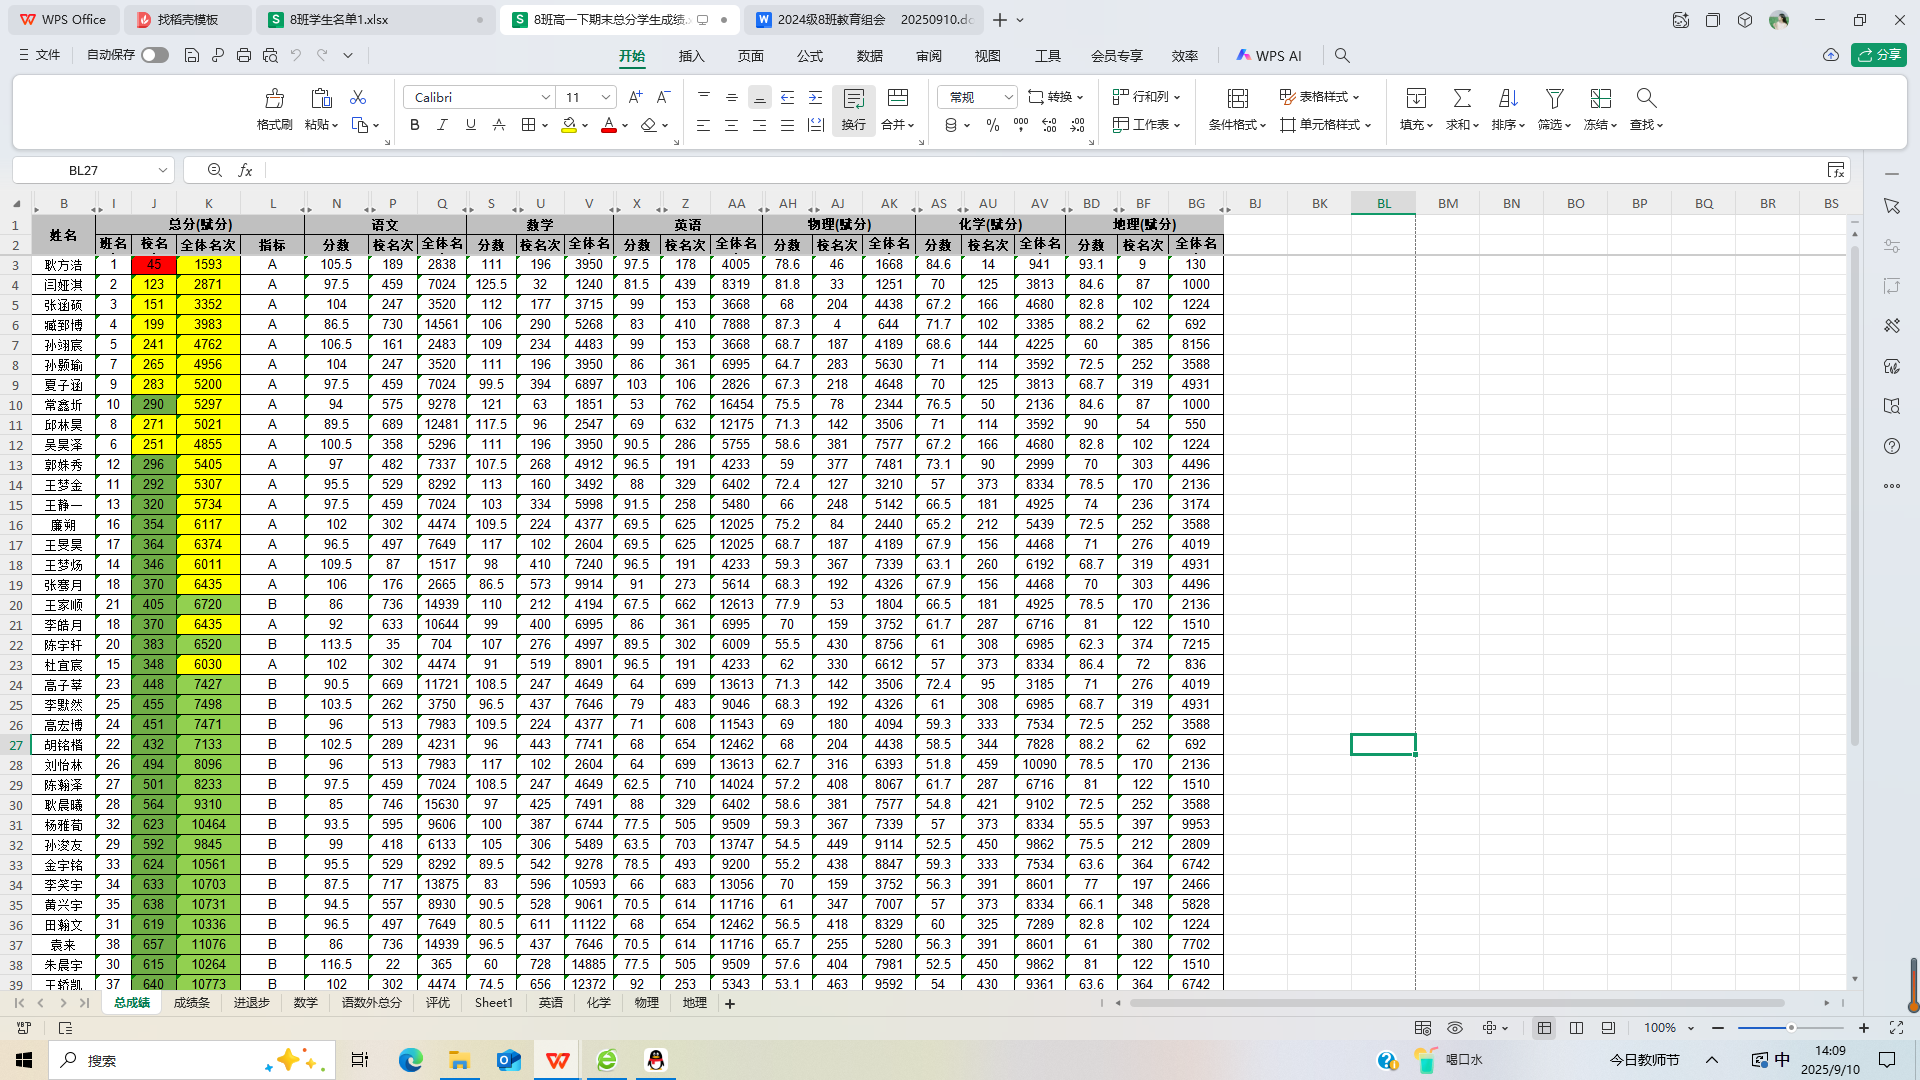 WPS Office 找稻壳模板 8班学生名单1.xlsx 8班高一下期末总分学生成绩. 2024级8班教育组会 20250910.dc
文件 自动保存 开始 插入 页面 公式 数据 审阅 视图 工具 会员专享 效率 WPS AI 分享
Calibri 11 换行 常规 转换 行和列 表格样式
格式刷 粘贴 合并 工作表 条件格式 单元格样式 填充 求和 排序 筛选 冻结 查找
BL27 fx
B I J K L N P Q S U V X Z AA AH AJ AK AS AU AV BD BF BG BJ BK BL BM BN BO BP BQ BR BS
1 姓名 总分(赋分) 语文 数学 英语 物理(赋分) 化学(赋分) 地理(赋分)
2 班名 校名 全体名次 指标 分数 校名次 全体名 分数 校名次 全体名 分数 校名次 全体名 分数 校名次 全体名 分数 校名次 全体名 分数 校名次 全体名
3 耿方浩 1 45 1593 A 105.5 189 2838 111 196 3950 97.5 178 4005 78.6 46 1668 84.6 14 941 93.1 9 130
4 闫娅淇 2 123 2871 A 97.5 459 7024 125.5 32 1240 81.5 439 8319 81.8 33 1251 70 125 3813 84.6 87 1000
5 张涵硕 3 151 3352 A 104 247 3520 112 177 3715 99 153 3668 68 204 4438 67.2 166 4680 82.8 102 1224
6 臧郅博 4 199 3983 A 86.5 730 14561 106 290 5268 83 410 7888 87.3 4 644 71.7 102 3385 88.2 62 692
7 孙翊宸 5 241 4762 A 106.5 161 2483 109 234 4483 99 153 3668 68.7 187 4189 68.6 144 4225 60 385 8156
8 孙颢瑜 7 265 4956 A 104 247 3520 111 196 3950 86 361 6995 64.7 283 5630 71 114 3592 72.5 252 3588
9 夏子涵 9 283 5200 A 97.5 459 7024 99.5 394 6897 103 106 2826 67.3 218 4648 70 125 3813 68.7 319 4931
10 常鑫圻 10 290 5297 A 94 575 9278 121 63 1851 53 762 16454 75.5 78 2344 76.5 50 2136 84.6 87 1000
11 邱林昊 8 271 5021 A 89.5 689 12481 117.5 96 2547 69 632 12175 71.3 142 3506 71 114 3592 90 54 550
12 吴昊泽 6 251 4855 A 100.5 358 5296 111 196 3950 90.5 286 5755 58.6 381 7577 67.2 166 4680 82.8 102 1224
13 郭姝秀 12 296 5405 A 97 482 7337 107.5 268 4912 96.5 191 4233 59 377 7481 73.1 90 2999 70 303 4496
14 王梦金 11 292 5307 A 95.5 529 8292 113 160 3492 88 329 6402 72.4 127 3210 57 373 8334 78.5 170 2136
15 王静一 13 320 5734 A 97.5 459 7024 103 334 5998 91.5 258 5480 66 248 5142 66.5 181 4925 74 236 3174
16 廉朔 16 354 6117 A 102 302 4474 109.5 224 4377 69.5 625 12025 75.2 84 2440 65.2 212 5439 72.5 252 3588
17 王旻昊 17 364 6374 A 96.5 497 7649 117 102 2604 69.5 625 12025 68.7 187 4189 67.9 156 4468 71 276 4019
18 王梦炀 14 346 6011 A 109.5 87 1517 98 410 7240 96.5 191 4233 59.3 367 7339 63.1 260 6192 68.7 319 4931
19 张骞月 18 370 6435 A 106 176 2665 86.5 573 9914 91 273 5614 68.3 192 4326 67.9 156 4468 70 303 4496
20 王家顺 21 405 6720 B 86 736 14939 110 212 4194 67.5 662 12613 77.9 53 1804 66.5 181 4925 78.5 170 2136
21 李皓月 18 370 6435 A 92 633 10644 99 400 6995 86 361 6995 70 159 3752 61.7 287 6716 81 122 1510
22 陈宇轩 20 383 6520 B 113.5 35 704 107 276 4997 89.5 302 6009 55.5 430 8756 61 308 6985 62.3 374 7215
23 杜宜宸 15 348 6030 A 102 302 4474 91 519 8901 96.5 191 4233 62 330 6612 57 373 8334 86.4 72 836
24 高子莘 23 448 7427 B 90.5 669 11721 108.5 247 4649 64 699 13613 71.3 142 3506 72.4 95 3185 71 276 4019
25 李默然 25 455 7498 B 103.5 262 3750 96.5 437 7646 79 483 9046 68.3 192 4326 61 308 6985 68.7 319 4931
26 高宏博 24 451 7471 B 96 513 7983 109.5 224 4377 71 608 11543 69 180 4094 59.3 333 7534 72.5 252 3588
27 胡铭楷 22 432 7133 B 102.5 289 4231 96 443 7741 68 654 12462 68 204 4438 58.5 344 7828 88.2 62 692
28 刘怡林 26 494 8096 B 96 513 7983 117 102 2604 64 699 13613 62.7 316 6393 51.8 459 10090 78.5 170 2136
29 陈瀚泽 27 501 8233 B 97.5 459 7024 108.5 247 4649 62.5 710 14024 57.2 408 8067 61.7 287 6716 81 122 1510
30 耿晨曦 28 564 9310 B 85 746 15630 97 425 7491 88 329 6402 58.6 381 7577 54.8 421 9102 72.5 252 3588
31 杨雅荀 32 623 10464 B 93.5 595 9606 100 387 6744 77.5 505 9509 59.3 367 7339 57 373 8334 55.5 397 9953
32 孙浚友 29 592 9845 B 99 418 6133 105 306 5489 63.5 703 13747 54.5 449 9114 52.5 450 9862 75.5 212 2809
33 金宇铭 33 624 10561 B 95.5 529 8292 89.5 542 9278 78.5 493 9200 55.2 438 8847 59.3 333 7534 63.6 364 6742
34 李笑宇 34 633 10703 B 87.5 717 13875 83 596 10593 66 683 13056 70 159 3752 56.3 391 8601 77 197 2466
35 黄兴宇 35 638 10731 B 94.5 557 8930 90.5 528 9061 70.5 614 11716 61 347 7007 57 373 8334 66.1 348 5828
36 田瀚文 31 619 10336 B 96.5 497 7649 80.5 611 11122 68 654 12462 56.5 418 8329 60 325 7289 82.8 102 1224
37 袁来 38 657 11076 B 86 736 14939 96.5 437 7646 70.5 614 11716 65.7 255 5280 56.3 391 8601 61 380 7702
38 朱晨宇 30 615 10264 B 116.5 22 365 60 728 14885 77.5 505 9509 57.6 404 7981 52.5 450 9862 81 122 1510
39 王轿凯 37 640 10773 B 102 302 4474 74.5 656 12372 92 253 5343 53.1 463 9592 54 430 9361 63.6 364 6742
总成绩 成绩条 进退步 数学 语数外总分 评优 Sheet1 英语 化学 物理 地理
100%
搜索 喝口水 今日教师节 中 14:09
2025/9/10